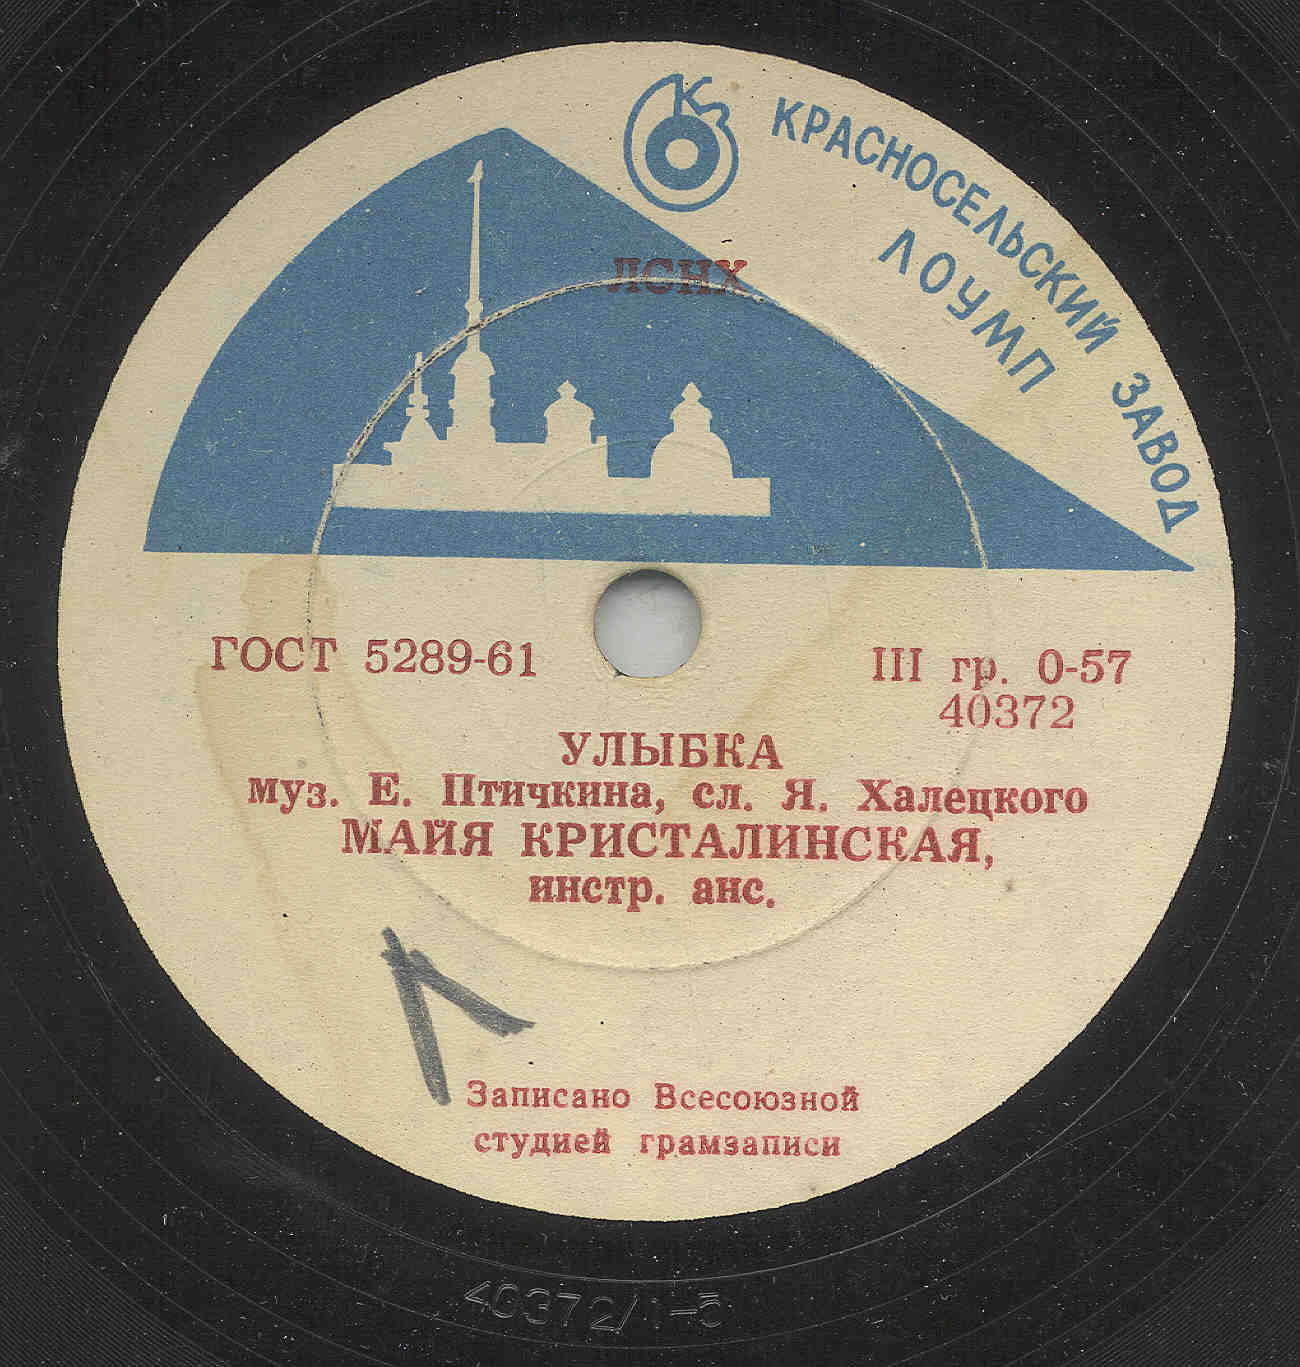 КРАСНОСЕЛЬСКИЙ ЗАВОД
ЛОУМП
ЛСНХ
ГОСТ 5289-61
III гр. 0-57
40372
УЛЫБКА
муз. Е. Птичкина, сл. Я. Халецкого
МАЙЯ КРИСТАЛИНСКАЯ,
инстр. анс.
Записано Всесоюзной
студией грамзаписи
40372/1-5